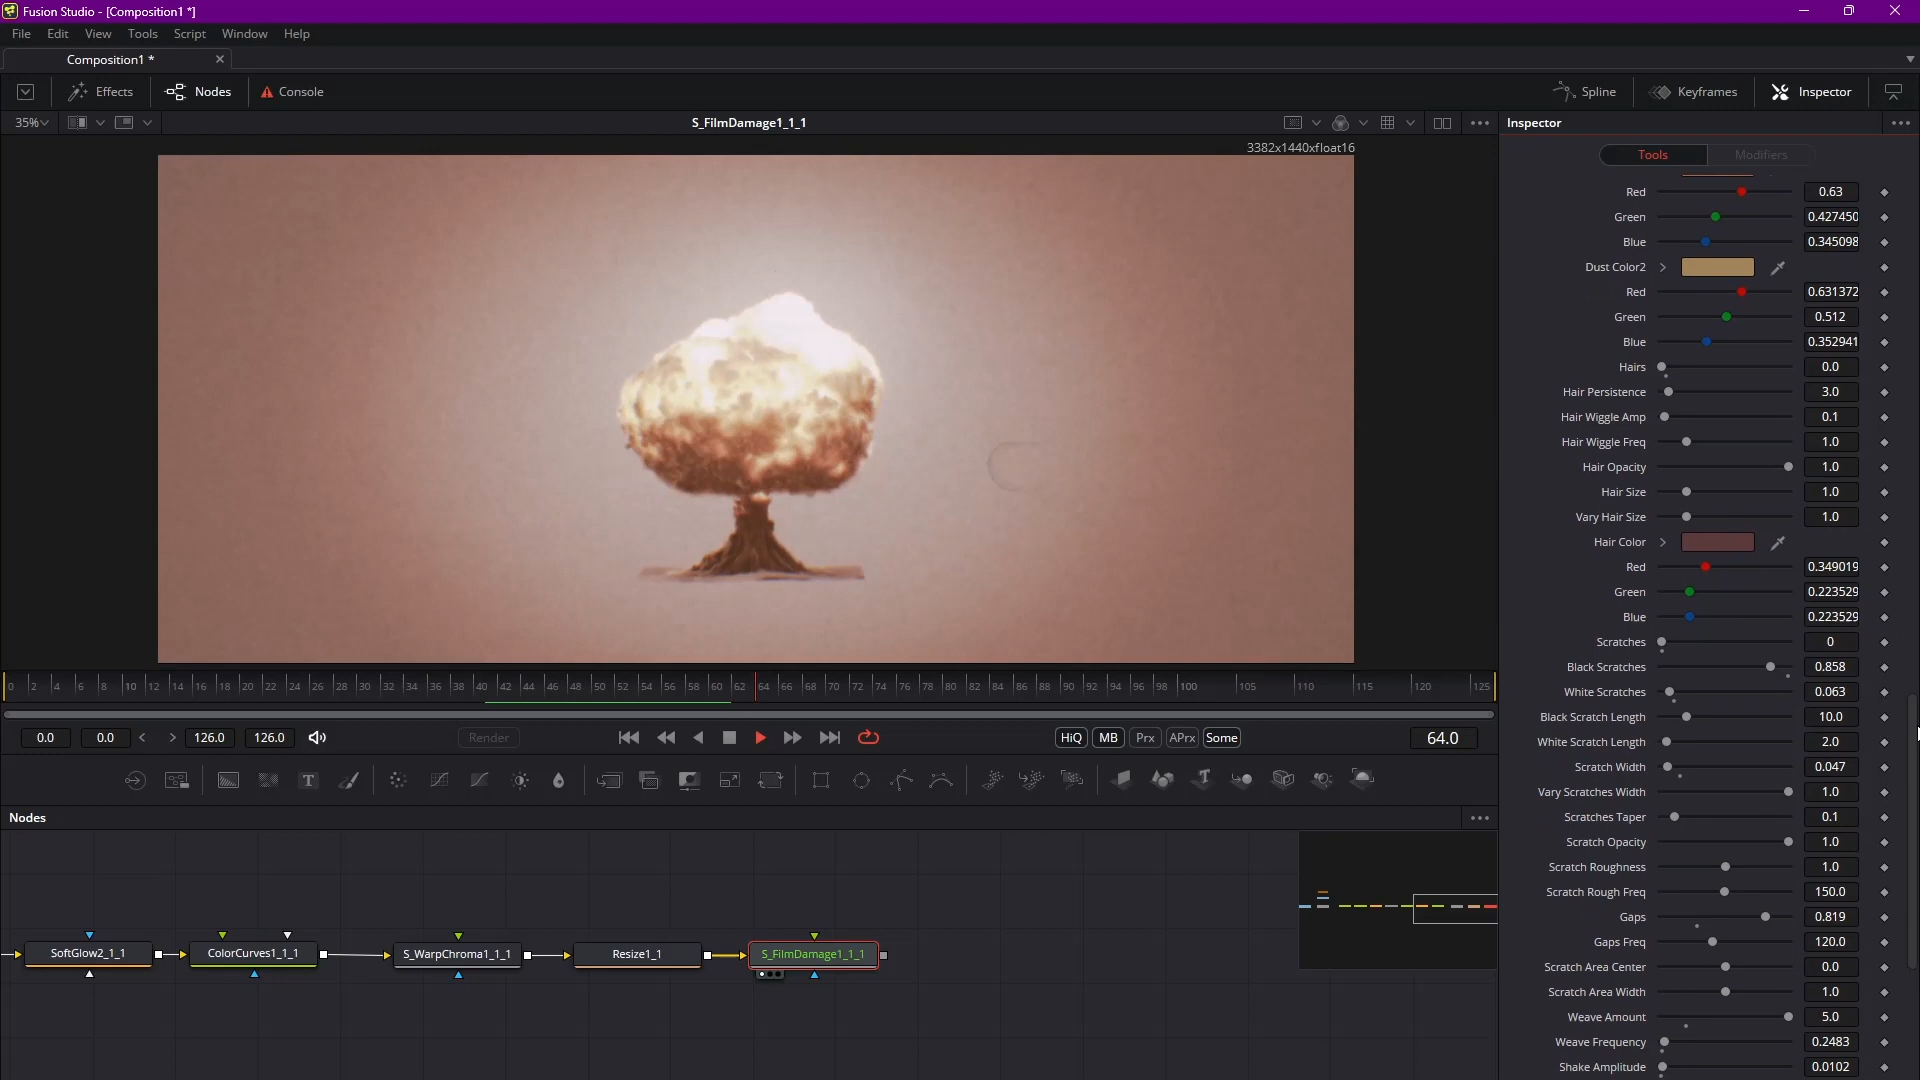 Fusion Studio - [Composition1 *]
File Edit View Tools Script Window Help
Composition1 *
Effects Nodes Console Spline Keyframes Inspector
35% S_FilmDamage1_1_1 Inspector
3382x1440xfloat16
Tools Modifiers
Red 0.63
Green 0.427450
Blue 0.345098
Dust Color2
Red 0.631372
Green 0.512
Blue 0.352941
Hairs 0.0
Hair Persistence 3.0
Hair Wiggle Amp 0.1
Hair Wiggle Freq 1.0
Hair Opacity 1.0
Hair Size 1.0
Vary Hair Size 1.0
Hair Color
Red 0.349019
Green 0.223529
Blue 0.223529
Scratches 0
Black Scratches 0.858
White Scratches 0.063
Black Scratch Length 10.0
White Scratch Length 2.0
Scratch Width 0.047
Vary Scratches Width 1.0
Scratches Taper 0.1
Scratch Opacity 1.0
Scratch Roughness 1.0
Scratch Rough Freq 150.0
Gaps 0.819
Gaps Freq 120.0
Scratch Area Center 0.0
Scratch Area Width 1.0
Weave Amount 5.0
Weave Frequency 0.2483
Shake Amplitude 0.0102
0 2 4 6 8 10 12 14 16 18 20 22 24 26 28 30 32 34 36 38 40 42 44 46 48 50 52 54 56 58 60 62 64 66 68 70 72 74 76 78 80 82 84 86 88 90 92 94 96 98 100 105 110 115 120 125
0.0 0.0 < > 126.0 126.0 Render HiQ MB Prx APrx Some 64.0
T
Nodes
SoftGlow2_1_1 ColorCurves1_1_1 S_WarpChroma1_1_1 Resize1_1 S_FilmDamage1_1_1